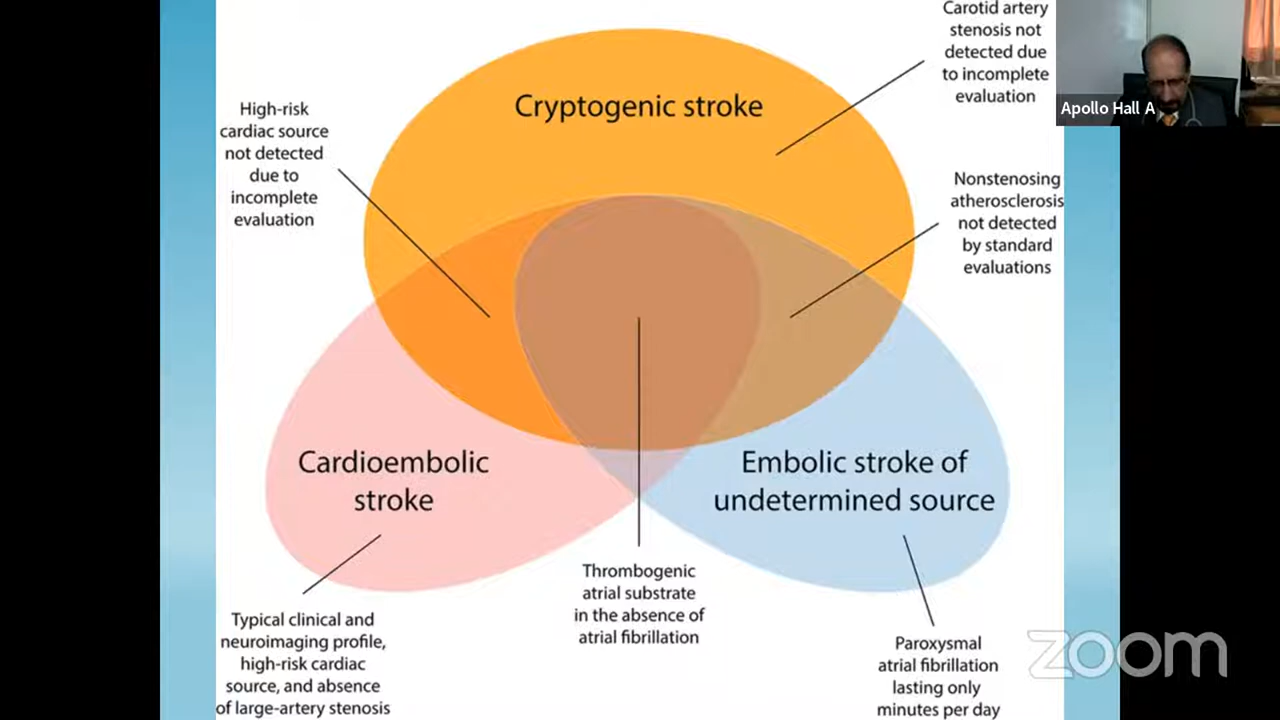 Carotid artery
stenosis not
detected due
to incomplete
evaluation
Apollo Hall A
High-risk
cardiac source
not detected
due to
incomplete
evaluation
Cryptogenic stroke
Nonstenosing
atherosclerosis
not detected
by standard
evaluations
Cardioembolic
stroke
Embolic stroke of
undetermined source
Thrombogenic
atrial substrate
in the absence of
atrial fibrillation
Typical clinical and
neuroimaging profile,
high-risk cardiac
source, and absence
of large-artery stenosis
Paroxysmal
atrial fibrillation
lasting only
minutes per day
zoom